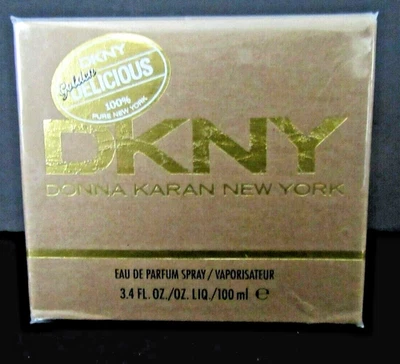 DKNY
Golden
DELICIOUS
100%
PURE NEW YORK
DKNY
DONNA KARAN NEW YORK
EAU DE PARFUM SPRAY / VAPORISATEUR
3.4 FL. OZ./OZ. LIQ./100 ml ℮